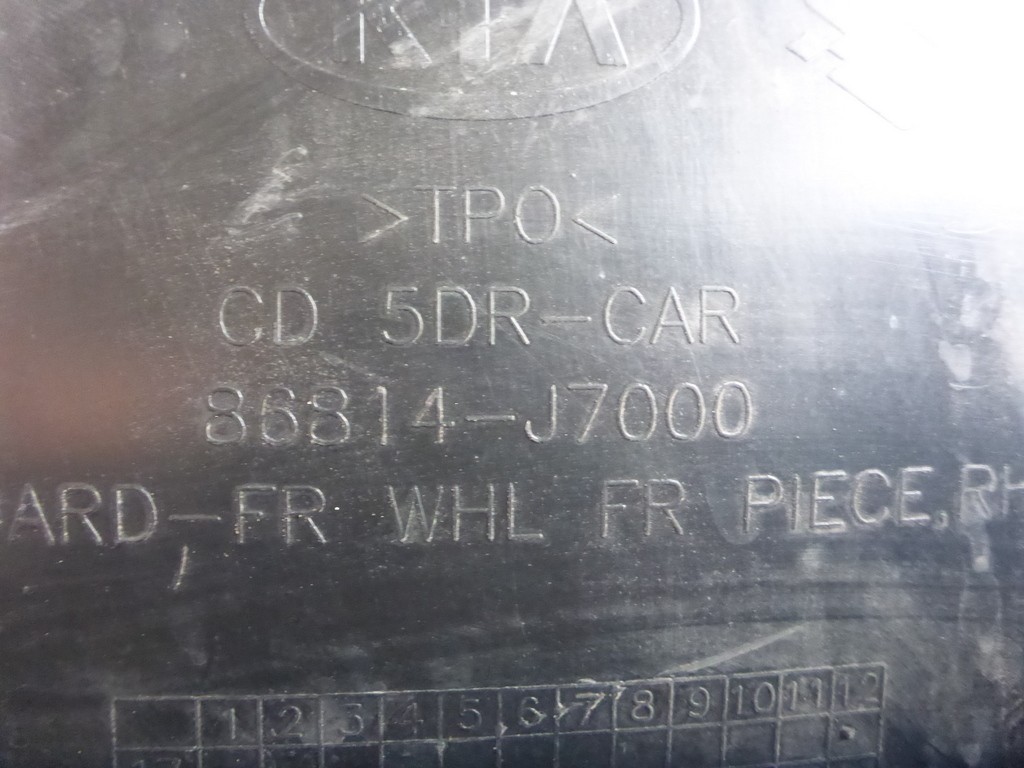 KIA
>TPO<
CD 5DR-CAR
86814-J7000
ARD-FR WHL FR PIECE,RH
1 2 3 4 5 6 7 8 9 10 11 12